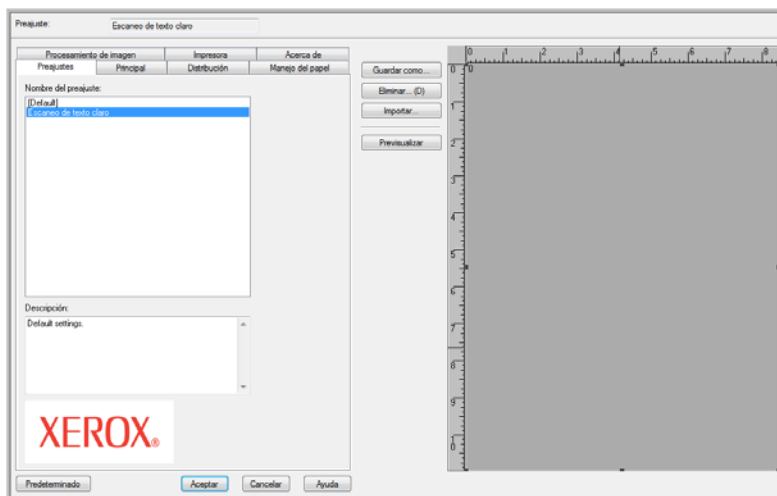 Preajuste: Escaneo de texto claro
Procesamiento de imagen Impresora Acerca de
Preajustes Principal Distribución Manejo del papel
Nombre del preajuste:
[Default]
Escaneo de texto claro
Descripción:
Default settings.
XEROX®
Predeterminado Aceptar Cancelar Ayuda
Guardar como...
Eliminar... (D)
Importar...
Previsualizar
0 1 2 3 4 5 6 7 8
0 0
1
2
3
4
5
6
7
8
9
10